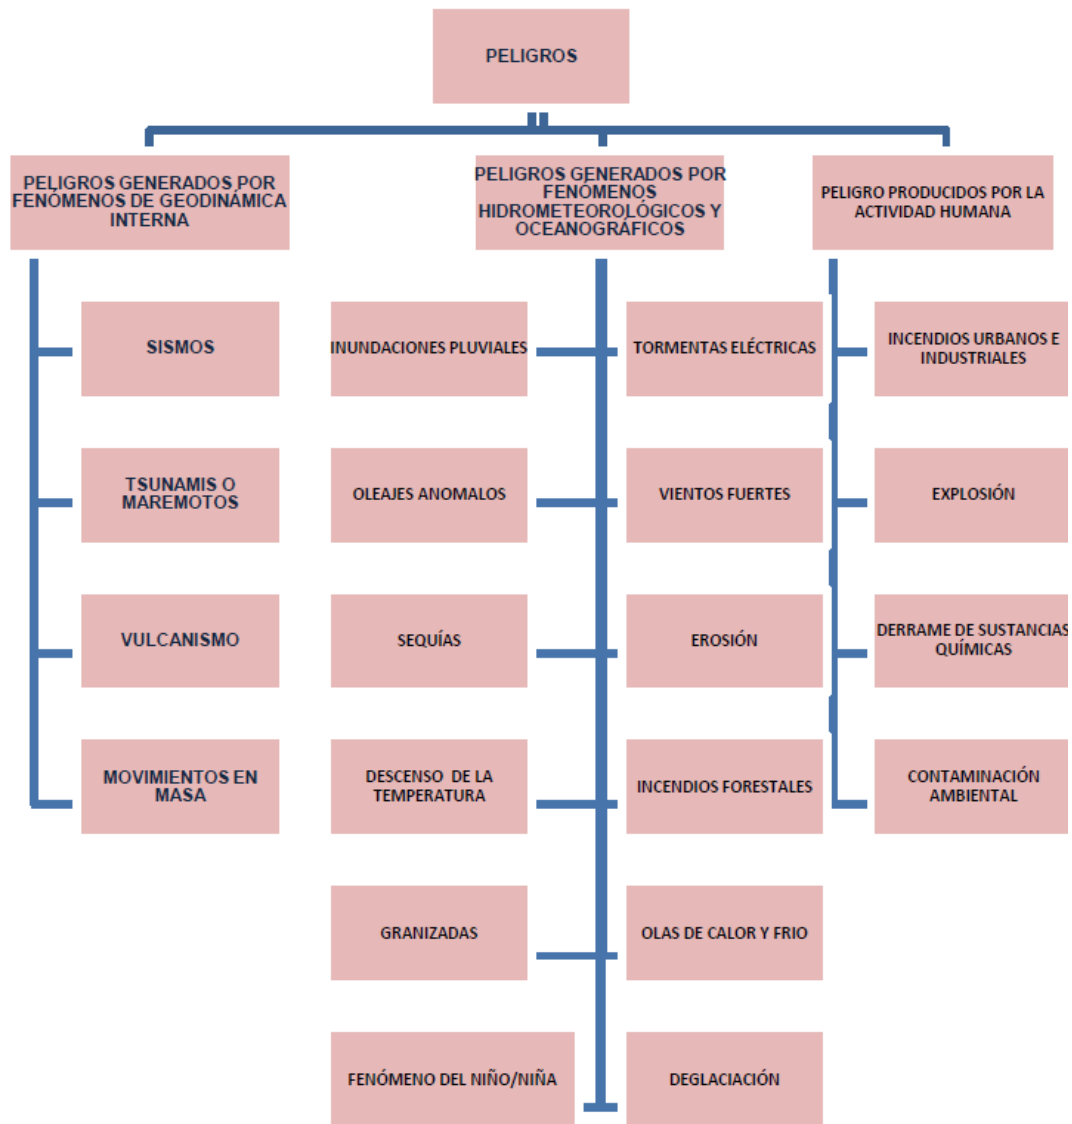 PELIGROS
PELIGROS GENERADOS POR
FENÓMENOS DE GEODINÁMICA
INTERNA
PELIGROS GENERADOS POR
FENÓMENOS
HIDROMETEOROLÓGICOS Y
OCEANOGRÁFICOS
PELIGRO PRODUCIDOS POR LA
ACTIVIDAD HUMANA
SISMOS
TSUNAMIS O
MAREMOTOS
VULCANISMO
MOVIMIENTOS EN
MASA
INUNDACIONES PLUVIALES
TORMENTAS ELÉCTRICAS
OLEAJES ANOMALOS
VIENTOS FUERTES
SEQUÍAS
EROSIÓN
DESCENSO DE LA
TEMPERATURA
INCENDIOS FORESTALES
GRANIZADAS
OLAS DE CALOR Y FRIO
FENÓMENO DEL NIÑO/NIÑA
DEGLACIACIÓN
INCENDIOS URBANOS E
INDUSTRIALES
EXPLOSIÓN
DERRAME DE SUSTANCIAS
QUÍMICAS
CONTAMINACIÓN
AMBIENTAL